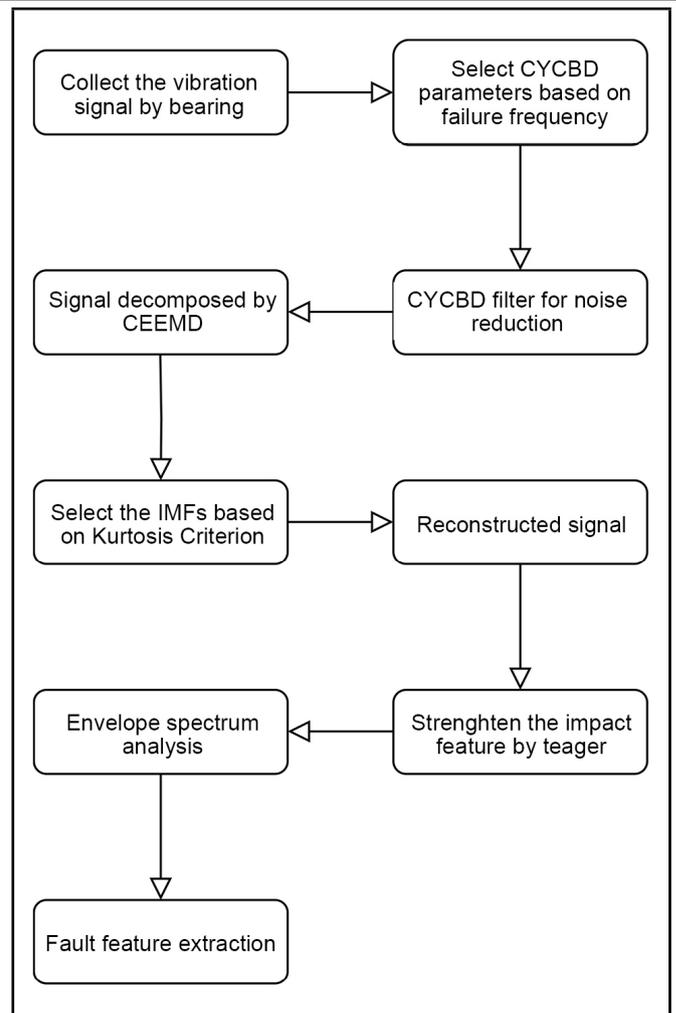 Collect the vibration
signal by bearing
Select CYCBD
parameters based on
failure frequency
CYCBD filter for noise
reduction
Signal decomposed by
CEEMD
Select the IMFs based
on Kurtosis Criterion
Reconstructed signal
Strenghten the impact
feature by teager
Envelope spectrum
analysis
Fault feature extraction